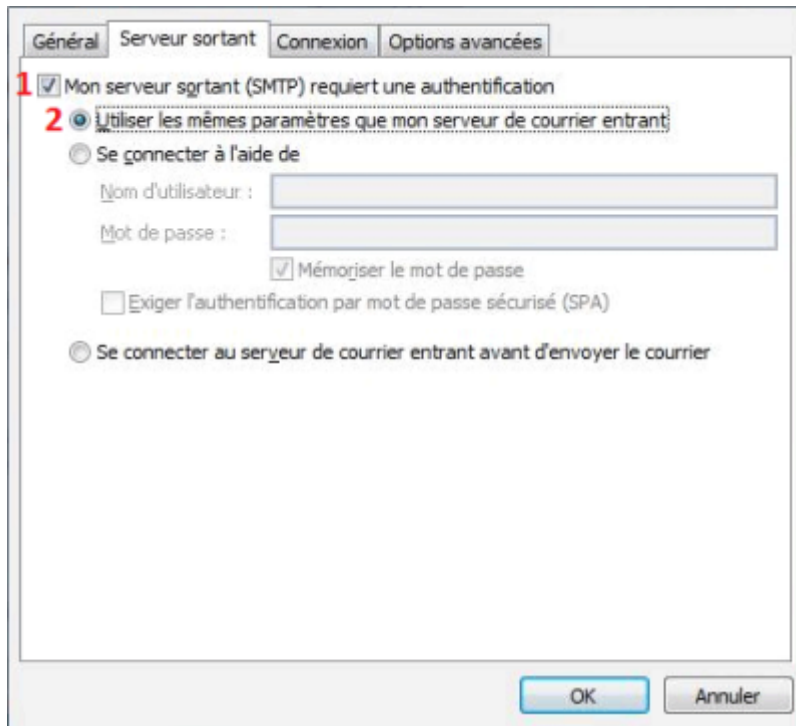 Général Serveur sortant Connexion Options avancées
1 Mon serveur sortant (SMTP) requiert une authentification
2 Utiliser les mêmes paramètres que mon serveur de courrier entrant
Se connecter à l'aide de
Nom d'utilisateur :
Mot de passe :
Mémoriser le mot de passe
Exiger l'authentification par mot de passe sécurisé (SPA)
Se connecter au serveur de courrier entrant avant d'envoyer le courrier
OK Annuler